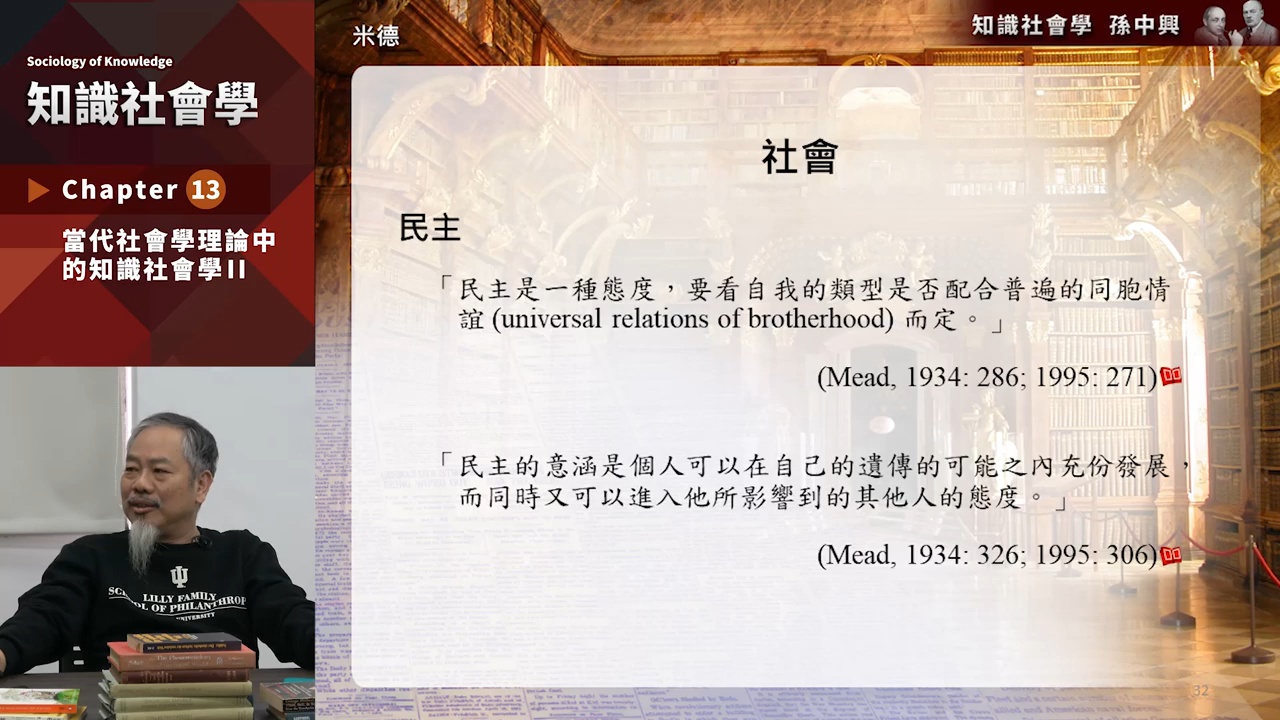 Sociology of Knowledge
知識社會學
Chapter 13
當代社會學理論中
的知識社會學II
米德
知識社會學 孫中興
社會
民主
「民主是一種態度，要看自我的類型是否配合普遍的同胞情
誼 (universal relations of brotherhood) 而定。」
(Mead, 1934: 286; 1995: 271)
「民主的意涵是個人可以在自己的遺傳的可能之內充份發展，
而同時又可以進入他所影響到的其他人的態度。」
(Mead, 1934: 326; 1995: 306)
32
LILLY FAMILY
OL OF PHILANTHROP